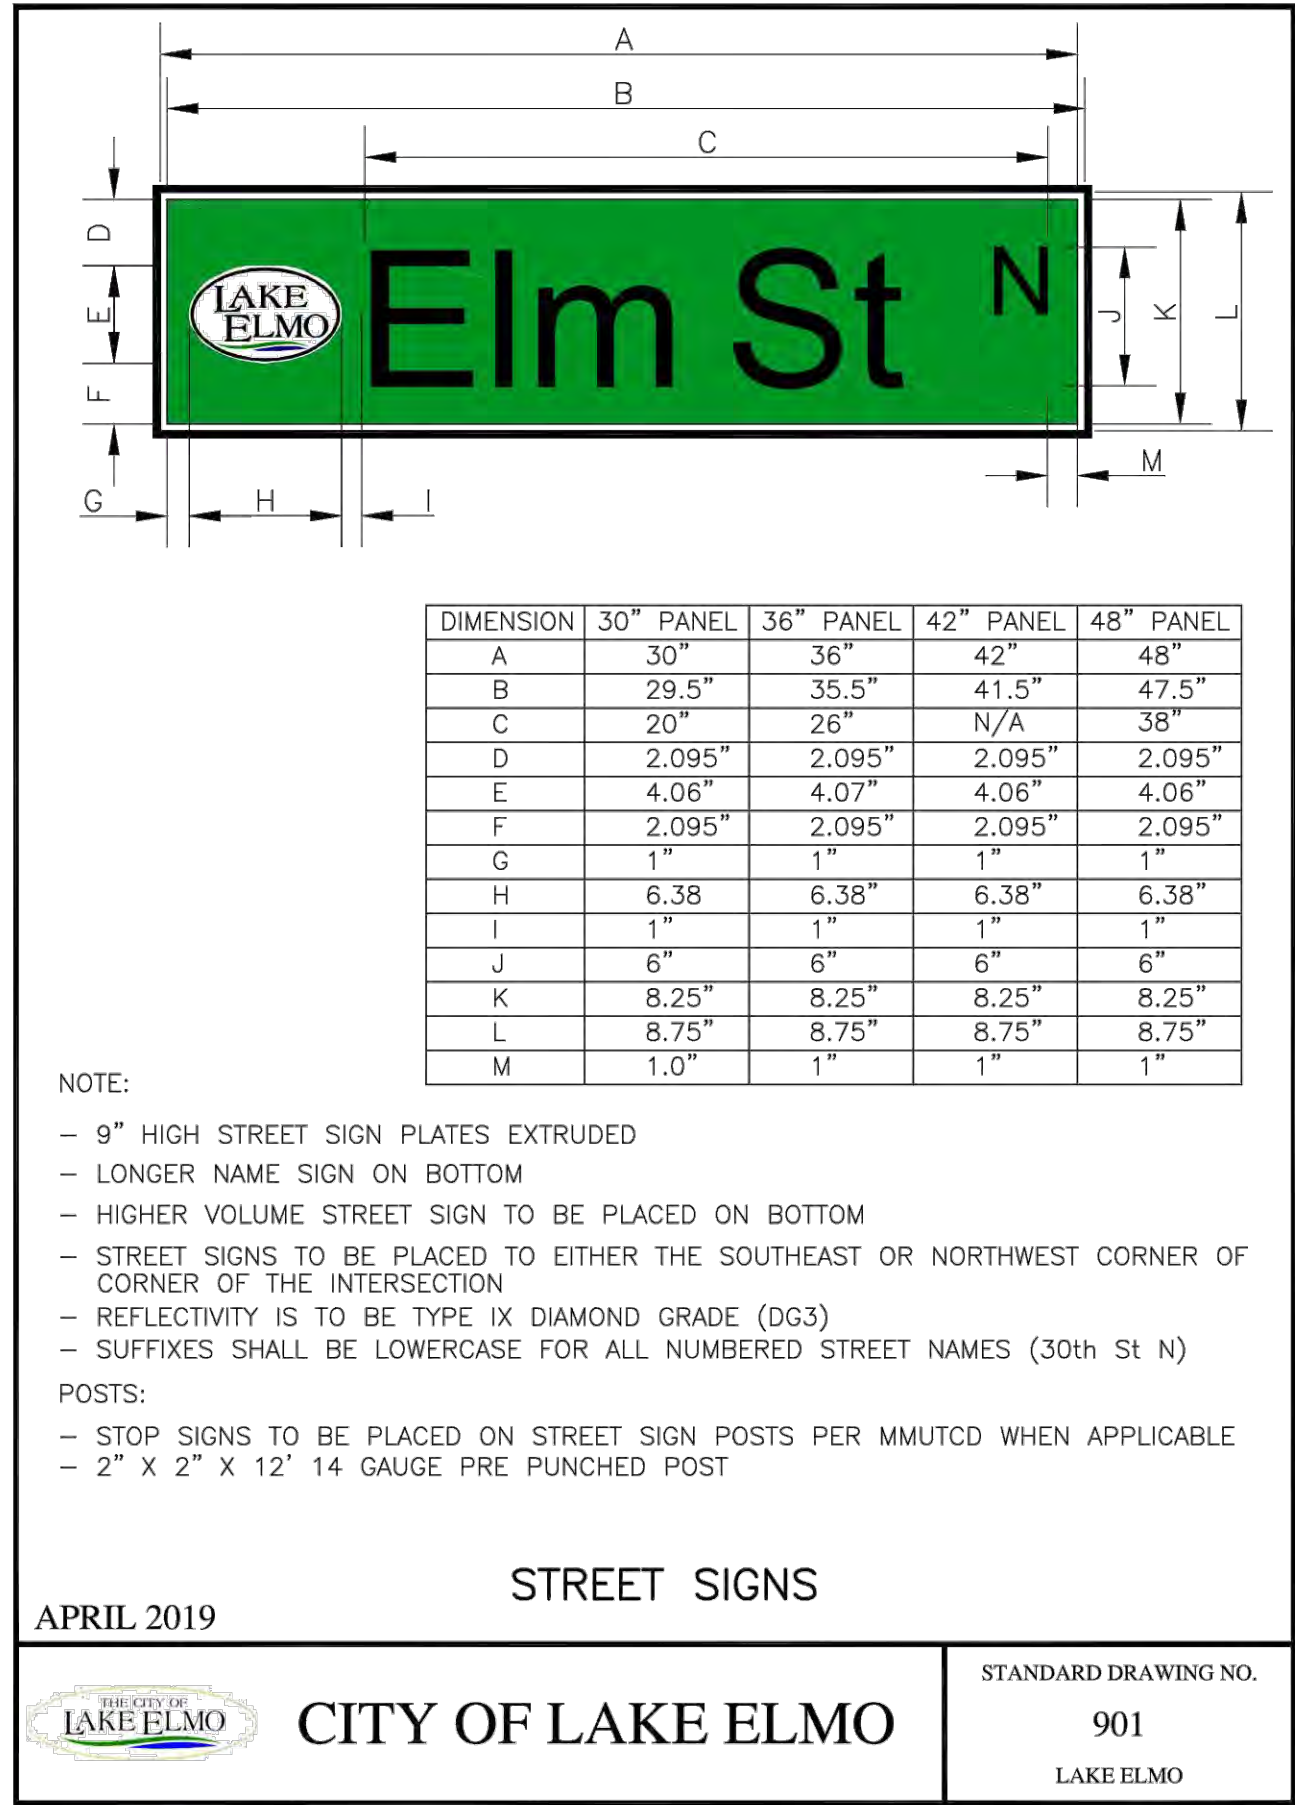 A
B
C
D
E
F
LAKE
ELMO
Elm St N
J
K
L
M
G
H
I
DIMENSION 30” PANEL 36” PANEL 42” PANEL 48” PANEL
A 30” 36” 42” 48”
B 29.5” 35.5” 41.5” 47.5”
C 20” 26” N/A 38”
D 2.095” 2.095” 2.095” 2.095”
E 4.06” 4.07” 4.06” 4.06”
F 2.095” 2.095” 2.095” 2.095”
G 1” 1” 1” 1”
H 6.38 6.38” 6.38” 6.38”
I 1” 1” 1” 1”
J 6” 6” 6” 6”
K 8.25” 8.25” 8.25” 8.25”
L 8.75” 8.75” 8.75” 8.75”
M 1.0” 1” 1” 1”
NOTE:
– 9” HIGH STREET SIGN PLATES EXTRUDED
– LONGER NAME SIGN ON BOTTOM
– HIGHER VOLUME STREET SIGN TO BE PLACED ON BOTTOM
– STREET SIGNS TO BE PLACED TO EITHER THE SOUTHEAST OR NORTHWEST CORNER OF
CORNER OF THE INTERSECTION
– REFLECTIVITY IS TO BE TYPE IX DIAMOND GRADE (DG3)
– SUFFIXES SHALL BE LOWERCASE FOR ALL NUMBERED STREET NAMES (30th St N)
POSTS:
– STOP SIGNS TO BE PLACED ON STREET SIGN POSTS PER MMUTCD WHEN APPLICABLE
– 2” X 2” X 12’ 14 GAUGE PRE PUNCHED POST
STREET SIGNS
APRIL 2019
THE CITY OF
LAKE ELMO
CITY OF LAKE ELMO
STANDARD DRAWING NO.
901
LAKE ELMO